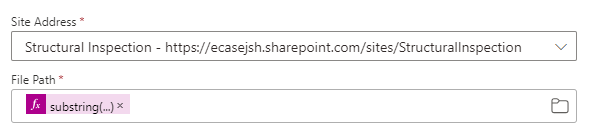 Site Address *
Structural Inspection - https://ecasejsh.sharepoint.com/sites/StructuralInspection
File Path *
fx substring(...) ×